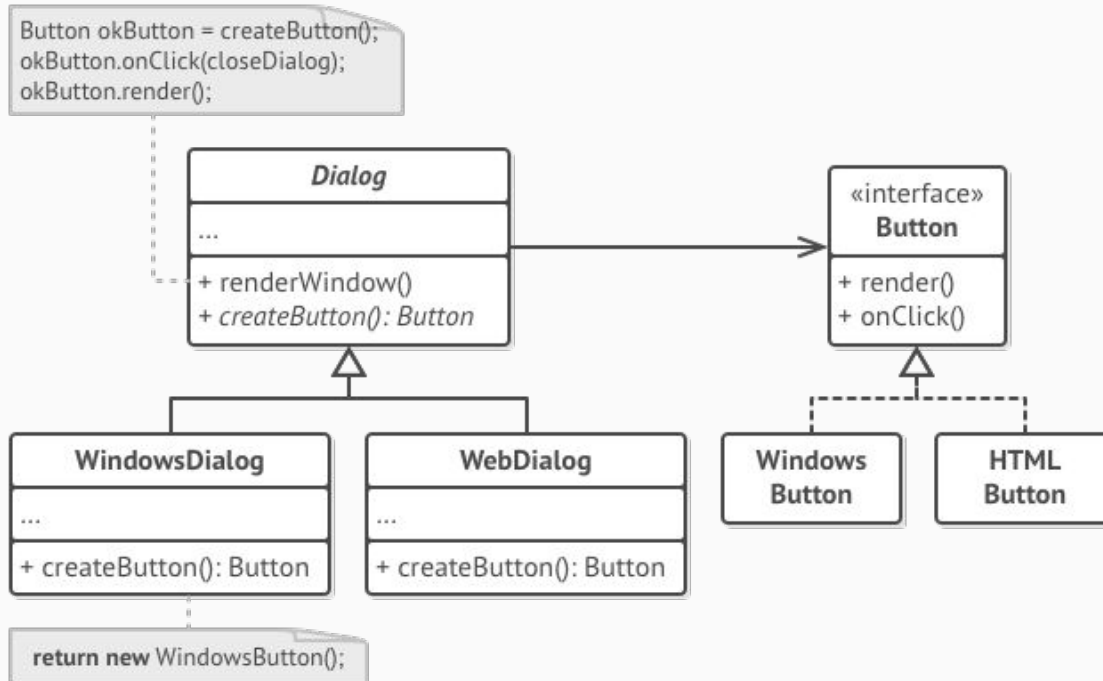 Button okButton = createButton();
okButton.onClick(closeDialog);
okButton.render();
Dialog
...
+ renderWindow()
+ createButton(): Button
«interface»
Button
+ render()
+ onClick()
WindowsDialog
...
+ createButton(): Button
WebDialog
...
+ createButton(): Button
Windows
Button
HTML
Button
return new WindowsButton();